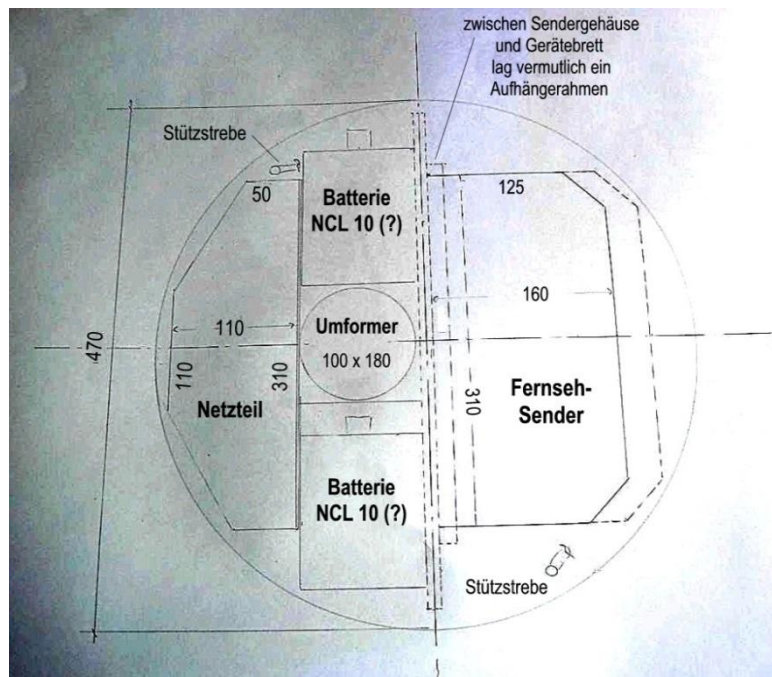 zwischen Sendergehäuse
und Gerätebrett
lag vermutlich ein
Aufhängerahmen
Stützstrebe
50
Batterie
NCL 10 (?)
125
110
Umformer
100 x 180
160
470
110
310
Netzteil
310
Fernseh-
Sender
Batterie
NCL 10 (?)
Stützstrebe